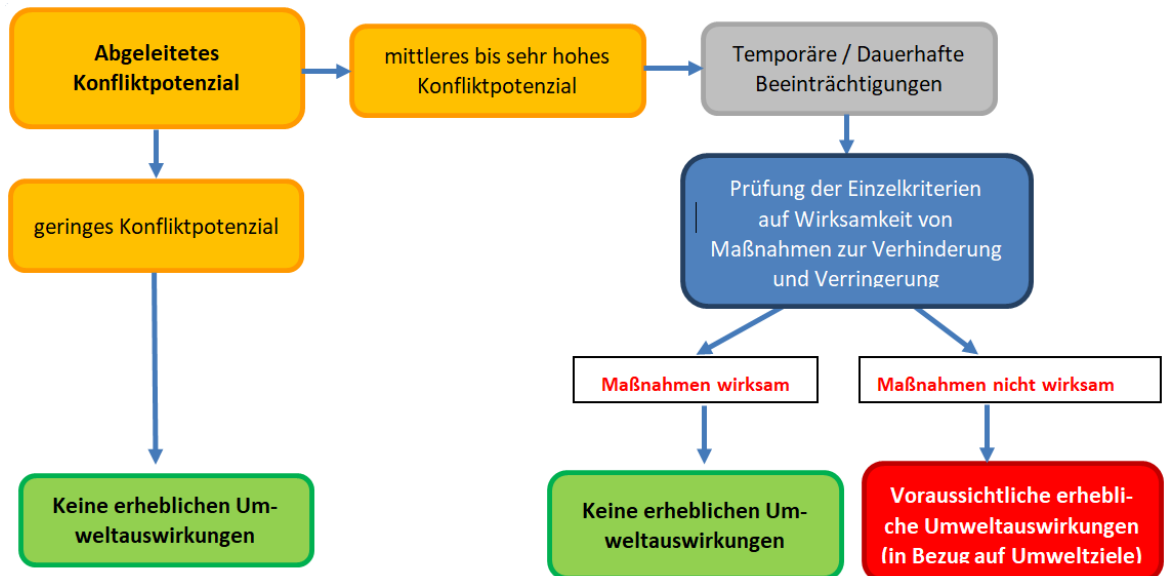 Abgeleitetes
Konfliktpotenzial
mittleres bis sehr hohes
Konfliktpotenzial
Temporäre / Dauerhafte
Beeinträchtigungen
geringes Konfliktpotenzial
Prüfung der Einzelkriterien
auf Wirksamkeit von
Maßnahmen zur Verhinderung
und Verringerung
Maßnahmen wirksam
Maßnahmen nicht wirksam
Keine erheblichen Um-
weltauswirkungen
Keine erheblichen Um-
weltauswirkungen
Voraussichtliche erhebli-
che Umweltauswirkungen
(in Bezug auf Umweltziele)